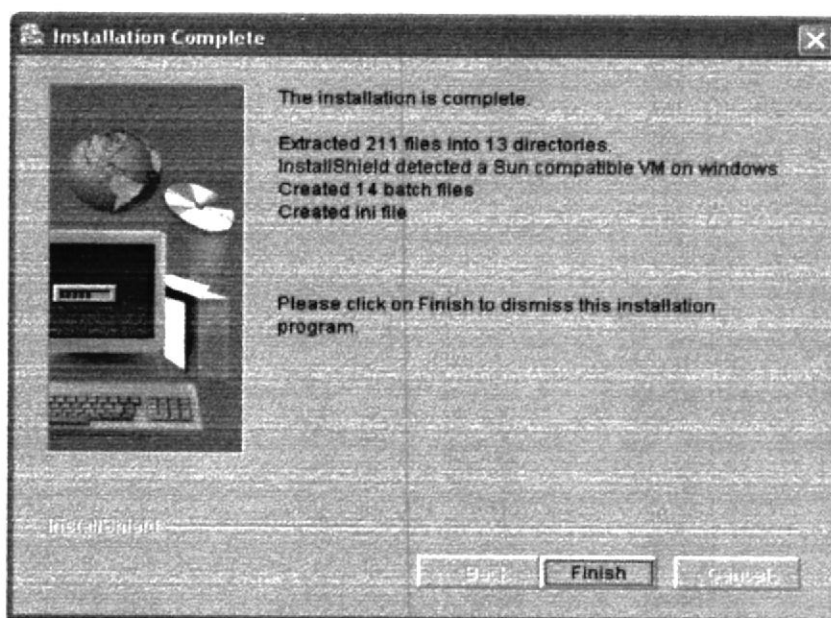 Installation Complete
The installation is complete.
Extracted 211 files into 13 directories.
InstallShield detected a Sun compatible VM on windows
Created 14 batch files
Created ini file
Please click on Finish to dismiss this installation
program.
InstallShield
Back Finish Cancel